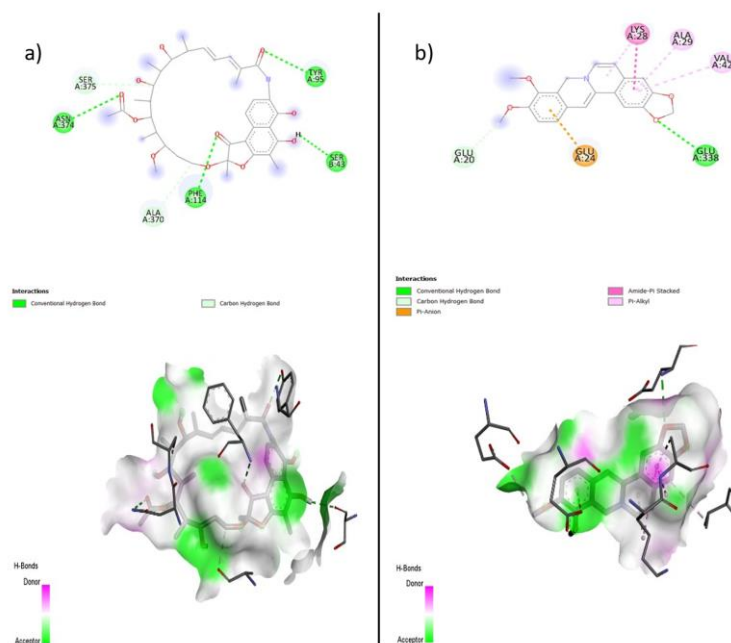 a)
SER
A:375
ASN
A:374
TYR
A:95
H
SER
B:43
PHE
A:114
ALA
A:370
Interactions
Conventional Hydrogen Bond
Carbon Hydrogen Bond
H-Bonds
Donor
Acceptor
b)
LYS
A:28
ALA
A:29
VAL
A:42
GLU
A:20
GLU
A:24
GLU
A:338
Interactions
Conventional Hydrogen Bond
Carbon Hydrogen Bond
Pi-Anion
Amide-Pi Stacked
Pi-Alkyl
H-Bonds
Donor
Acceptor